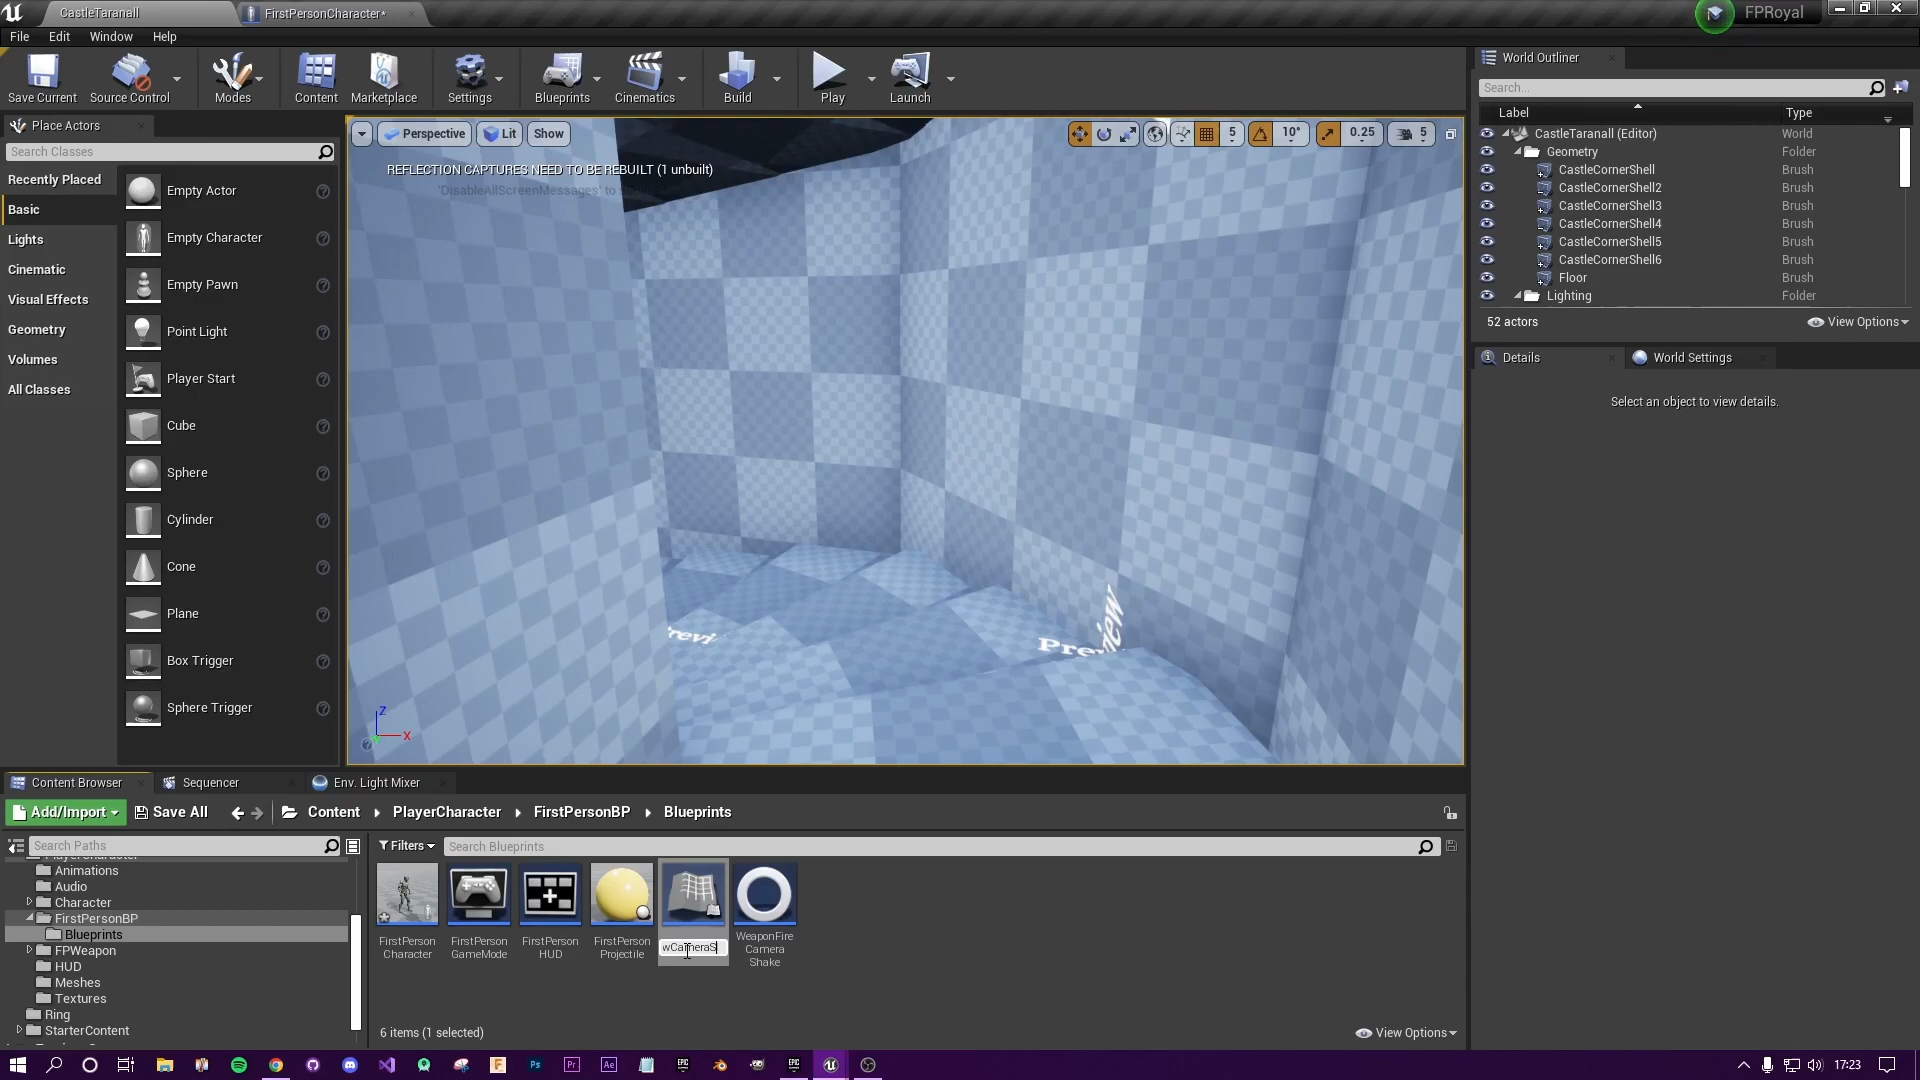 CastleTaranall
FirstPersonCharacter*
FPRoyal
File Edit Window Help
Save Current
Source Control
Modes
Content
Marketplace
Settings
Blueprints
Cinematics
Build
Play
Launch
World Outliner
Search...
Label
Type
CastleTaranall (Editor) World
Geometry Folder
CastleCornerShell Brush
CastleCornerShell2 Brush
CastleCornerShell3 Brush
CastleCornerShell4 Brush
CastleCornerShell5 Brush
CastleCornerShell6 Brush
Floor Brush
Lighting Folder
52 actors
View Options
Details
World Settings
Select an object to view details.
Place Actors
Search Classes
Recently Placed
Basic
Lights
Cinematic
Visual Effects
Geometry
Volumes
All Classes
Empty Actor
Empty Character
Empty Pawn
Point Light
Player Start
Cube
Sphere
Cylinder
Cone
Plane
Box Trigger
Sphere Trigger
Perspective
Lit
Show
5
10°
0.25
5
REFLECTION CAPTURES NEED TO BE REBUILT (1 unbuilt)
'DisableAllScreenMessages' to
Previ
Preview
Z
X
Content Browser
Sequencer
Env. Light Mixer
Add/Import
Save All
Content
PlayerCharacter
FirstPersonBP
Blueprints
Search Paths
Filters
Search Blueprints
Animations
Audio
Character
FirstPersonBP
Blueprints
FPWeapon
HUD
Meshes
Textures
Ring
StarterContent
FirstPerson
Character
FirstPerson
GameMode
FirstPerson
HUD
FirstPerson
Projectile
wCameraS
WeaponFire
Camera
Shake
6 items (1 selected)
View Options
17:23